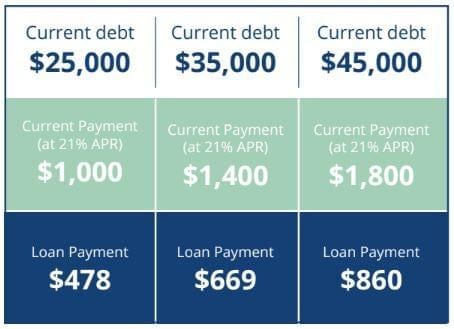 Current debt
$25,000
Current debt
$35,000
Current debt
$45,000
Current Payment
(at 21% APR)
$1,000
Current Payment
(at 21% APR)
$1,400
Current Payment
(at 21% APR)
$1,800
Loan Payment
$478
Loan Payment
$669
Loan Payment
$860